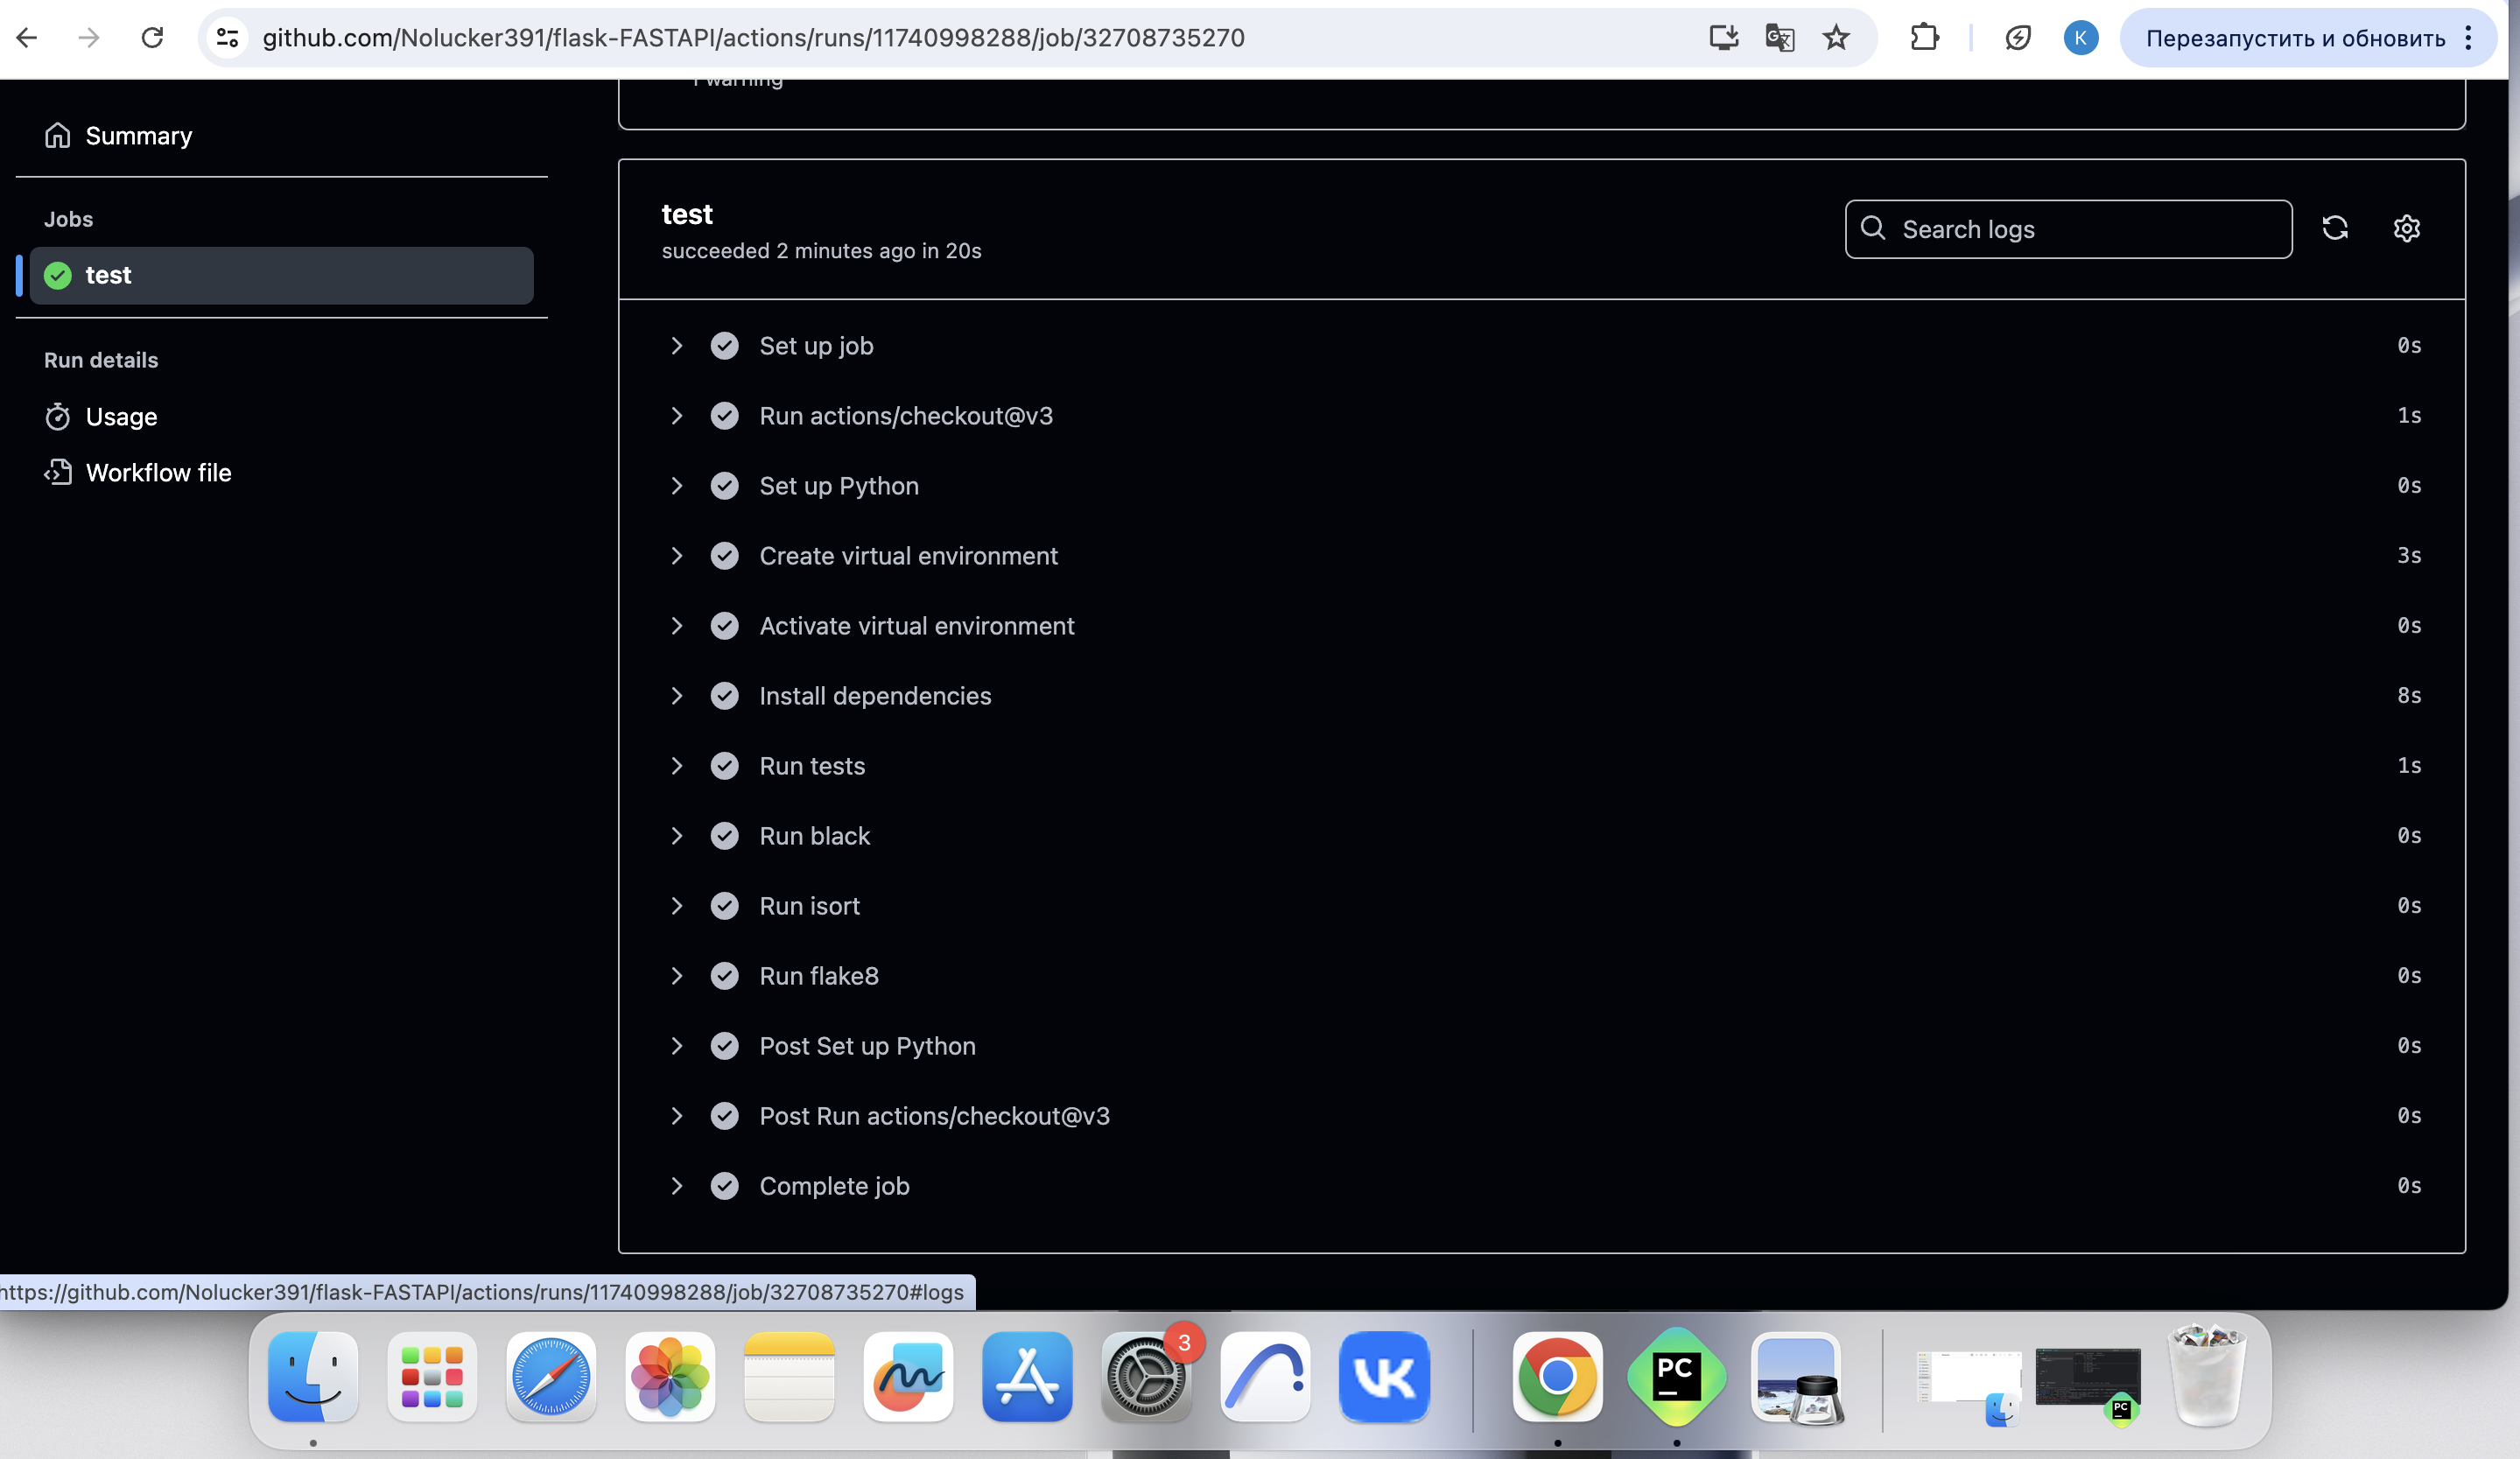 github.com/Nolucker391/flask-FASTAPI/actions/runs/11740998288/job/32708735270
K
Перезапустить и обновить
1 warning
Summary
Jobs
test
Run details
Usage
Workflow file
test
succeeded 2 minutes ago in 20s
Search logs
Set up job 0s
Run actions/checkout@v3 1s
Set up Python 0s
Create virtual environment 3s
Activate virtual environment 0s
Install dependencies 8s
Run tests 1s
Run black 0s
Run isort 0s
Run flake8 0s
Post Set up Python 0s
Post Run actions/checkout@v3 0s
Complete job 0s
https://github.com/Nolucker391/flask-FASTAPI/actions/runs/11740998288/job/32708735270#logs
3
VK
PC
PC